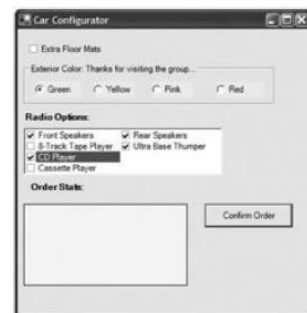 Car Configurator
Extra Floor Mats
Exterior Color: Thanks for visiting the group...
Green Yellow Pink Red
Radio Options:
Front Speakers Rear Speakers
8-Track Tape Player Ultra Base Thumper
CD Player
Cassette Player
Order Stats:
Confirm Order